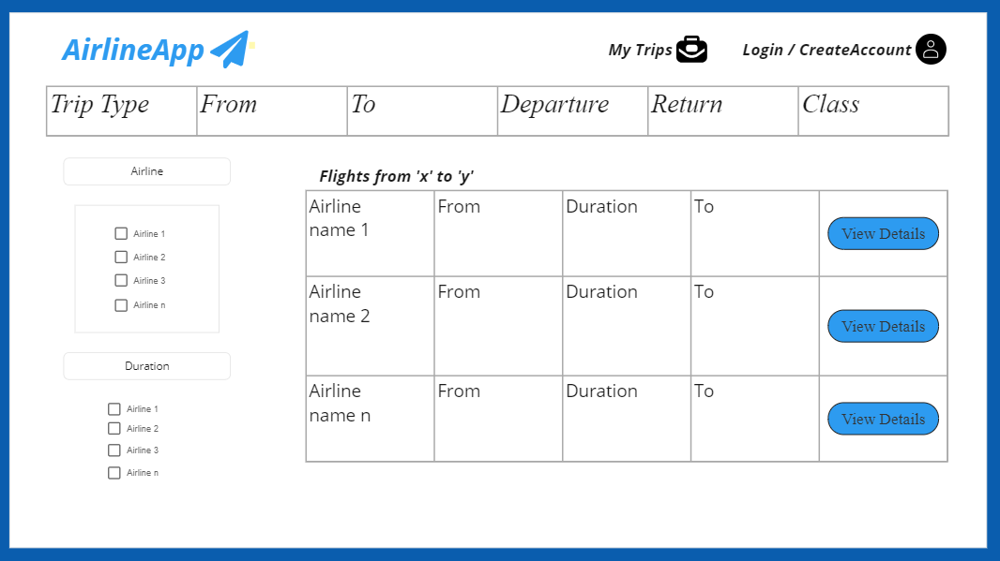 AirlineApp
My Trips
Login / CreateAccount
Trip Type From To Departure Return Class
Airline
Airline 1
Airline 2
Airline 3
Airline n
Duration
Airline 1
Airline 2
Airline 3
Airline n
Flights from 'x' to 'y'
Airline From Duration To
name 1
View Details
Airline From Duration To
name 2
View Details
Airline From Duration To
name n
View Details